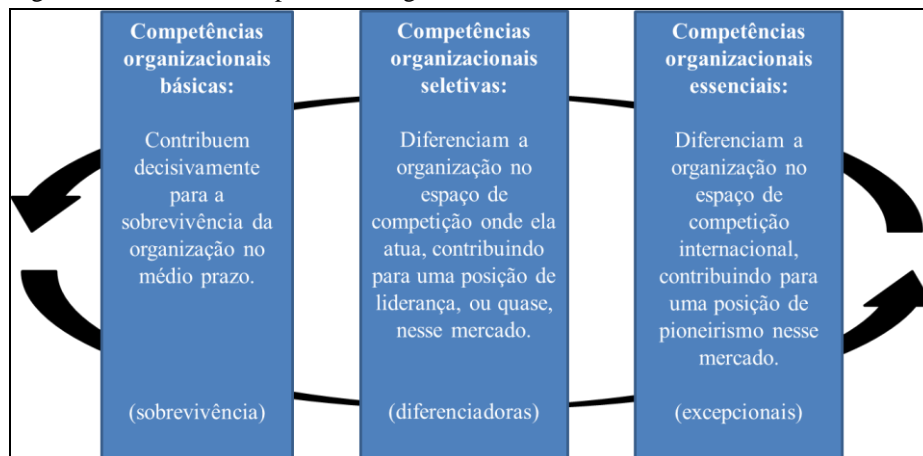 Competências
organizacionais
básicas:
Contribuem
decisivamente
para a
sobrevivência da
organização no
médio prazo.
(sobrevivência)
Competências
organizacionais
seletivas:
Diferenciam a
organização no
espaço de
competição onde ela
atua, contribuindo
para uma posição de
liderança, ou quase,
nesse mercado.
(diferenciadoras)
Competências
organizacionais
essenciais:
Diferenciam a
organização no
espaço de
competição
internacional,
contribuindo para
uma posição de
pioneirismo nesse
mercado.
(excepcionais)